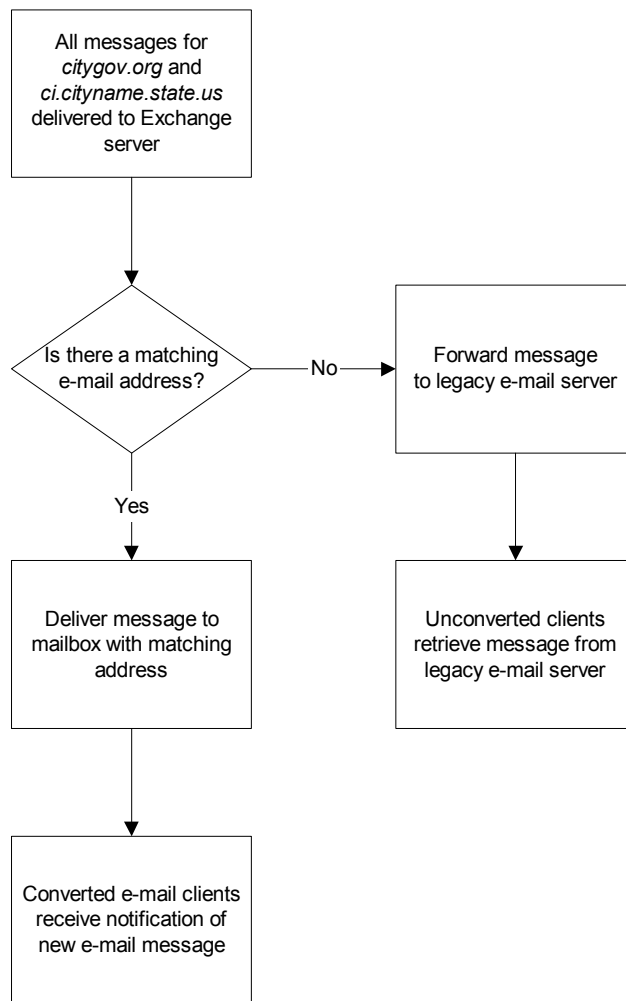 All messages for
citygov.org and
ci.cityname.state.us
delivered to Exchange
server
Is there a matching
e-mail address?
No
Forward message
to legacy e-mail server
Yes
Deliver message to
mailbox with matching
address
Unconverted clients
retrieve message from
legacy e-mail server
Converted e-mail clients
receive notification of
new e-mail message